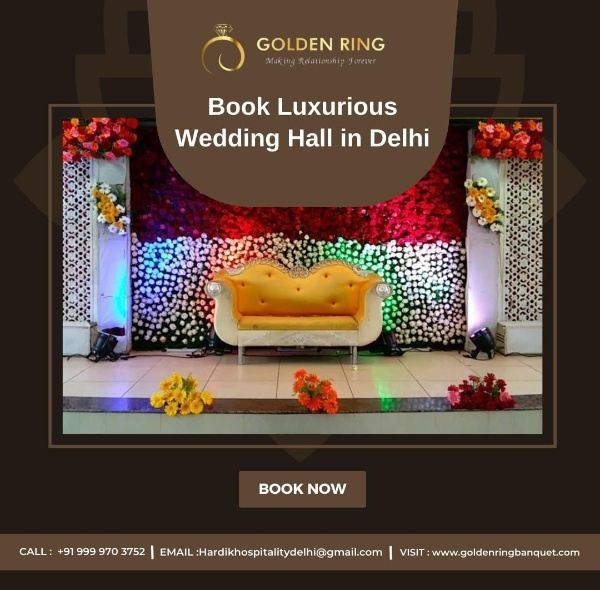 GOLDEN RING
Making Relationship Forever
Book Luxurious
Wedding Hall in Delhi
BOOK NOW
CALL : +91 999 970 3752 | EMAIL :Hardikhospitalitydelhi@gmail.com | VISIT : www.goldenringbanquet.com